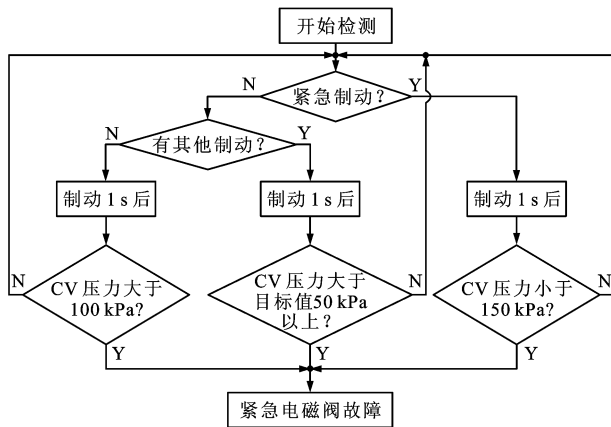 开始检测
紧急制动？
N
Y
有其他制动？
N
Y
制动 1 s 后
制动 1 s 后
制动 1 s 后
CV 压力大于
100 kPa?
N
Y
CV 压力大于
目标值50 kPa
以上？
N
Y
CV 压力小于
150 kPa?
N
Y
紧急电磁阀故障